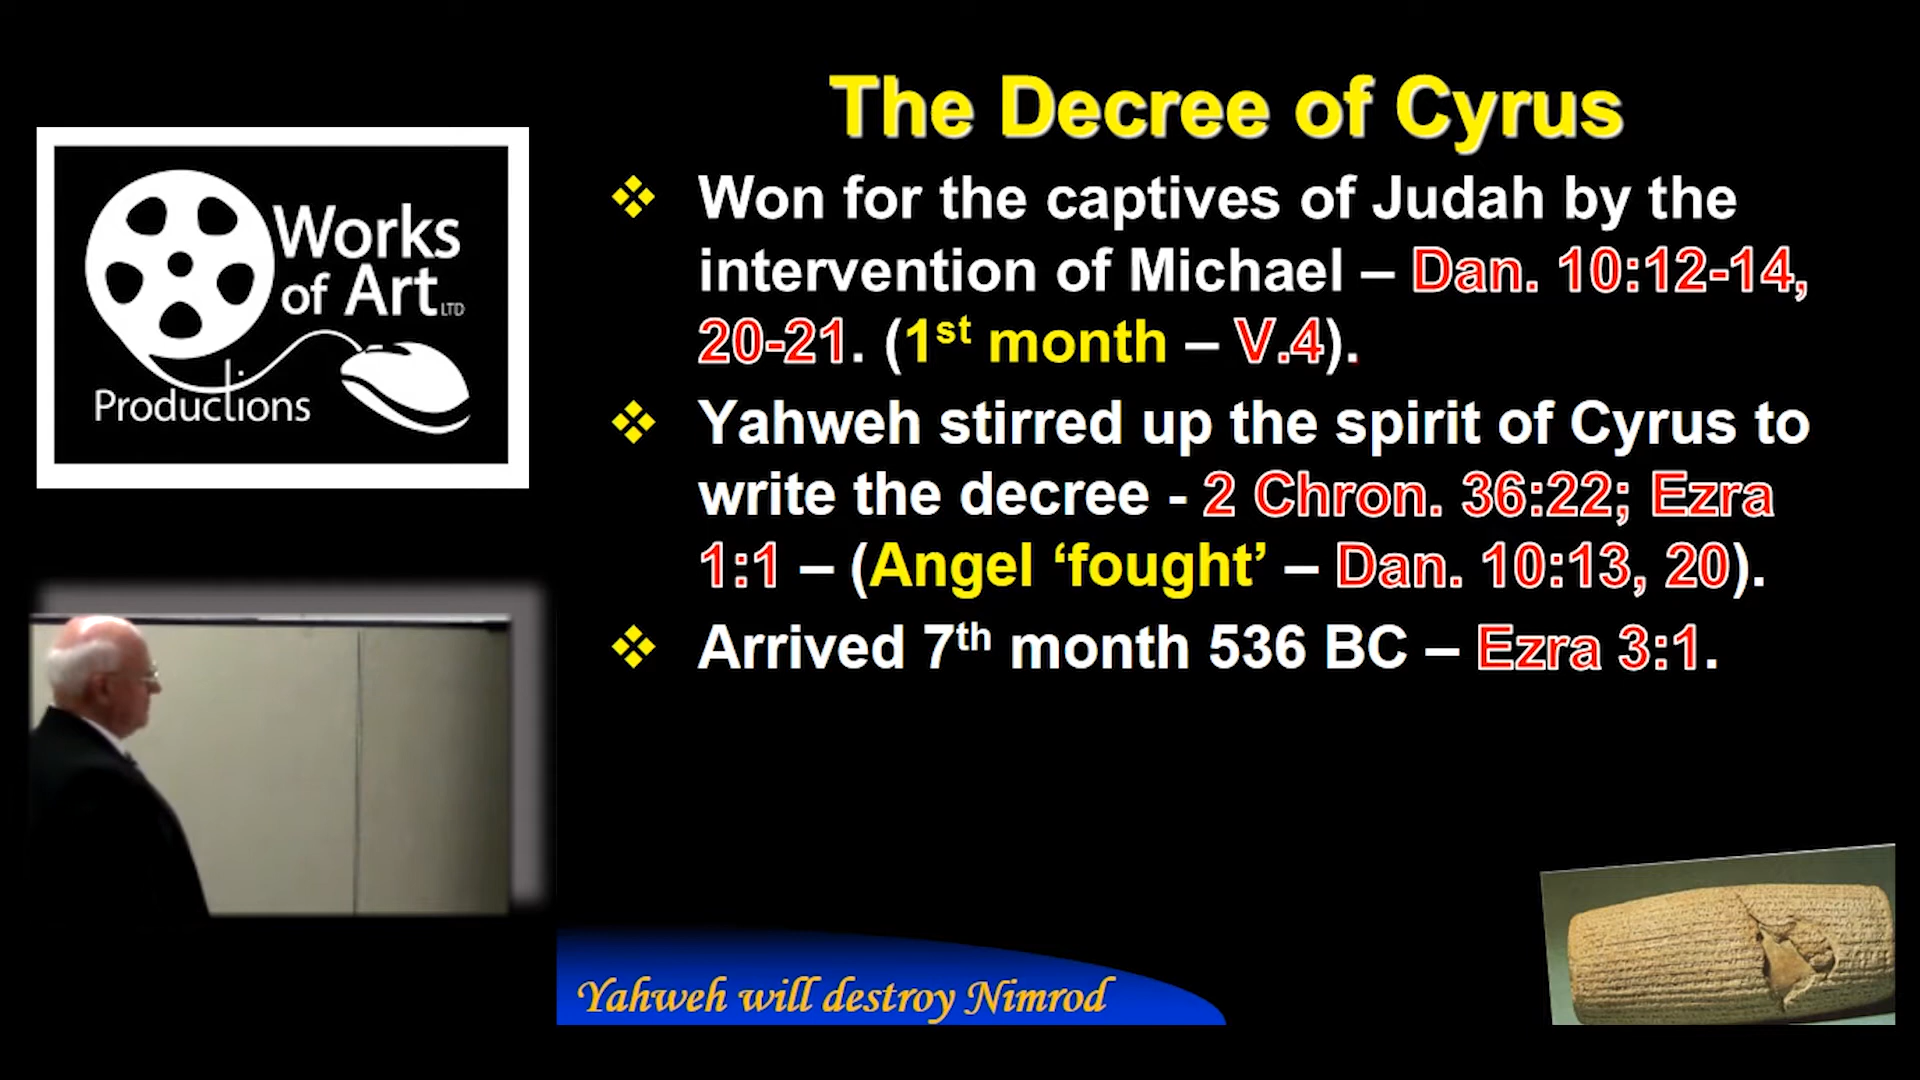 The Decree of Cyrus
❖ Won for the captives of Judah by the
intervention of Michael – Dan. 10:12-14,
20-21. (1st month – V.4).
❖ Yahweh stirred up the spirit of Cyrus to
write the decree - 2 Chron. 36:22; Ezra
1:1 – (Angel ‘fought’ – Dan. 10:13, 20).
❖ Arrived 7th month 536 BC – Ezra 3:1.
Works
of Art LTD
Productions
Yahweh will destroy Nimrod